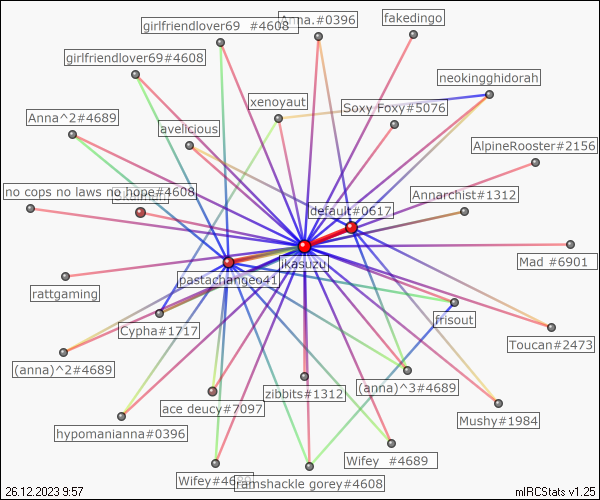 girlfriendlover69 #4608
Anna.#0396
fakedingo
girlfriendlover69#4608
neokingghidorah
xenoyaut
Soxy Foxy#5076
Anna^2#4689
avelicious
AlpineRooster#2156
no cops no laws no hope#4608
Annarchist#1312
default#0617
Mad #6901
ikasuzu
pastachangeo41
rattgaming
frisout
Cypha#1717
Toucan#2473
(anna)^2#4689
(anna)^3#4689
zibbits#1312
ace deucy#7097
Mushy#1984
hypomanianna#0396
Wifey #4689
Wifey#4689
ramshackle gorey#4608
26.12.2023 9:57
mIRCStats v1.25